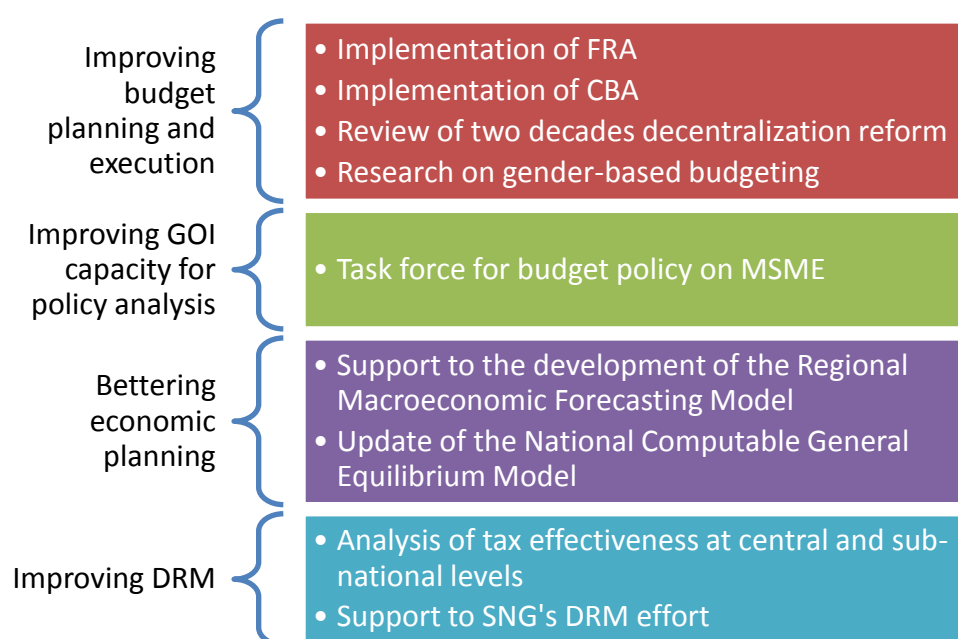 Improving
budget
planning and
execution
• Implementation of FRA
• Implementation of CBA
• Review of two decades decentralization reform
• Research on gender-based budgeting
Improving GOI
capacity for
policy analysis
• Task force for budget policy on MSME
Bettering
economic
planning
• Support to the development of the Regional
Macroeconomic Forecasting Model
• Update of the National Computable General
Equilibrium Model
Improving DRM
• Analysis of tax effectiveness at central and sub-
national levels
• Support to SNG's DRM effort